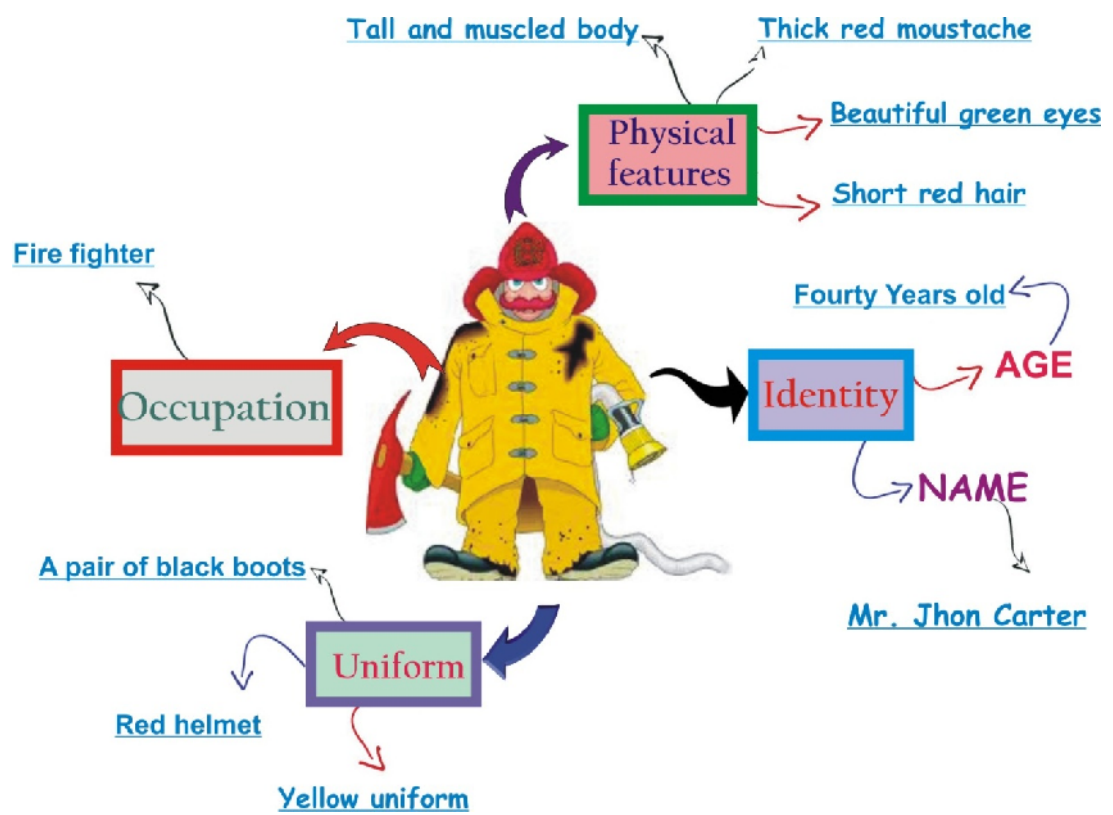 Tall and muscled body
Thick red moustache
Physical
features
Beautiful green eyes
Short red hair
Fire fighter
Occupation
Fourty Years old
AGE
Identity
NAME
Mr. Jhon Carter
A pair of black boots
Uniform
Red helmet
Yellow uniform